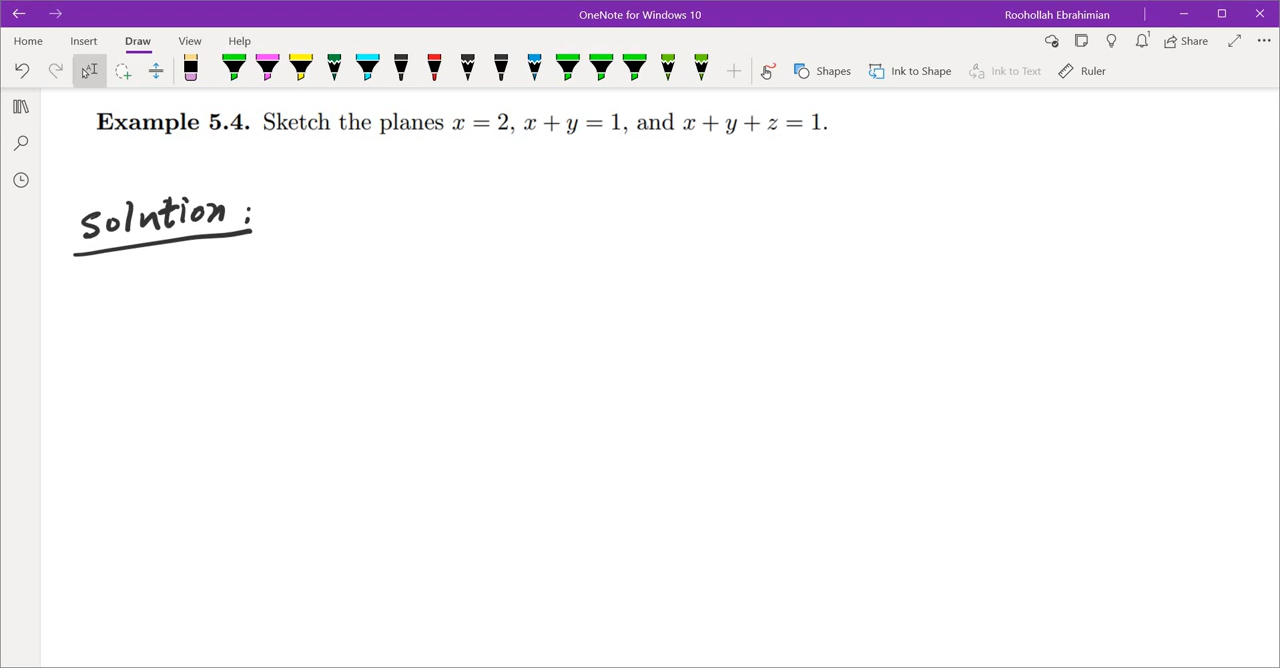 OneNote for Windows 10
Roohollah Ebrahimian
Home Insert Draw View Help
1 Share
Shapes Ink to Shape Ink to Text Ruler
Example 5.4. Sketch the planes x = 2, x + y = 1, and x + y + z = 1.
Solution :